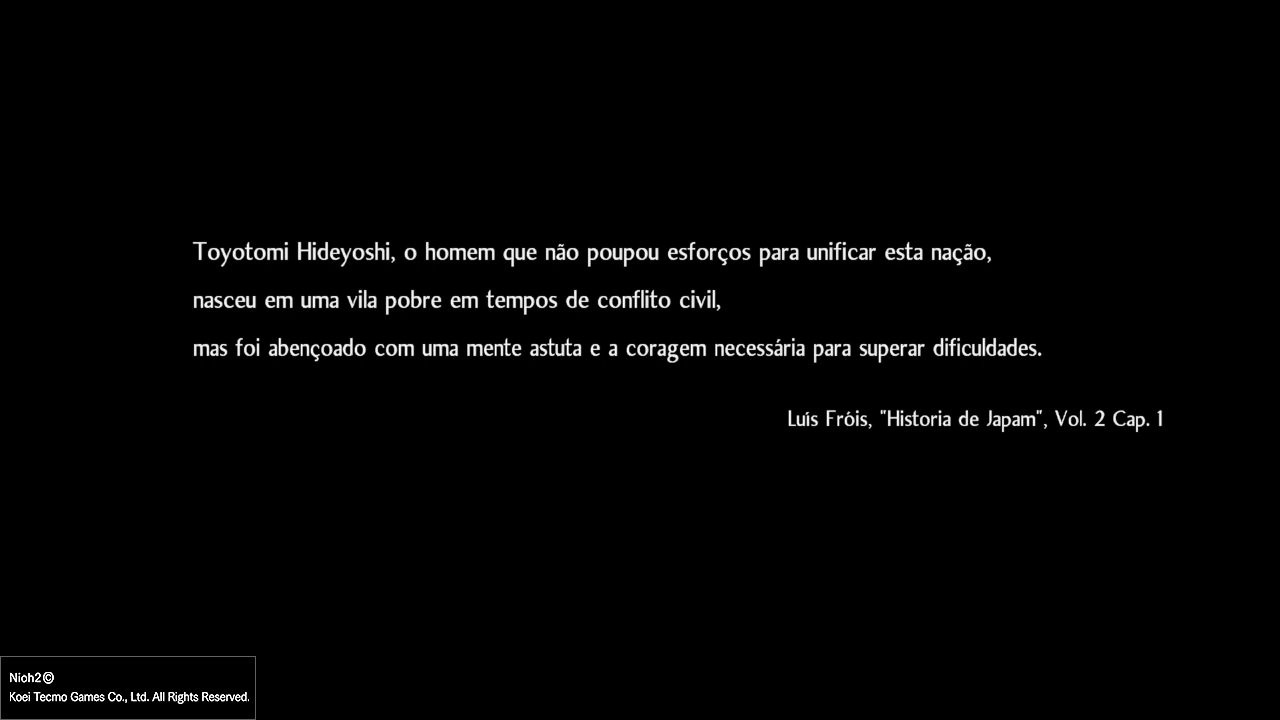 Toyotomi Hideyoshi, o homem que não poupou esforços para unificar esta nação,
nasceu em uma vila pobre em tempos de conflito civil,
mas foi abençoado com uma mente astuta e a coragem necessária para superar dificuldades.
Luís Fróis, "Historia de Japam", Vol. 2 Cap. 1
Nioh2©
Koei Tecmo Games Co., Ltd. All Rights Reserved.